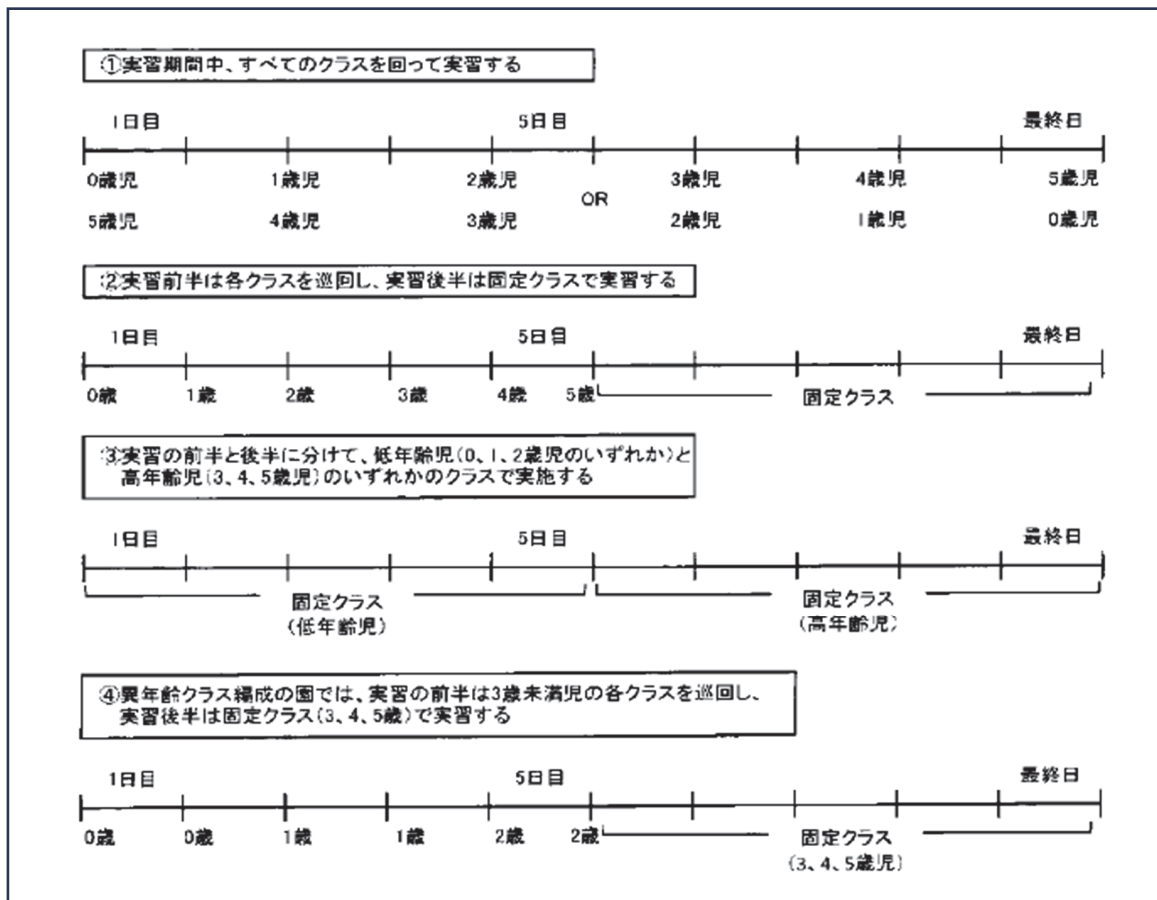 ①実習期間中、すべてのクラスを回って実習する
1日目 5日目 最終日
0歳児 1歳児 2歳児 3歳児 4歳児 5歳児
OR
5歳児 4歳児 3歳児 2歳児 1歳児 0歳児
②実習前半は各クラスを巡回し、実習後半は固定クラスで実習する
1日目 5日目 最終日
0歳 1歳 2歳 3歳 4歳 5歳 固定クラス
③実習の前半と後半に分けて、低年齢児(0、1、2歳児のいずれか)と
高年齢児(3、4、5歳児)のいずれかのクラスで実施する
1日目 5日目 最終日
固定クラス 固定クラス
(低年齢児) (高年齢児)
④異年齢クラス編成の園では、実習の前半は3歳未満児の各クラスを巡回し、
実習後半は固定クラス(3、4、5歳)で実習する
1日目 5日目 最終日
0歳 0歳 1歳 1歳 2歳 2歳 固定クラス
(3、4、5歳児)